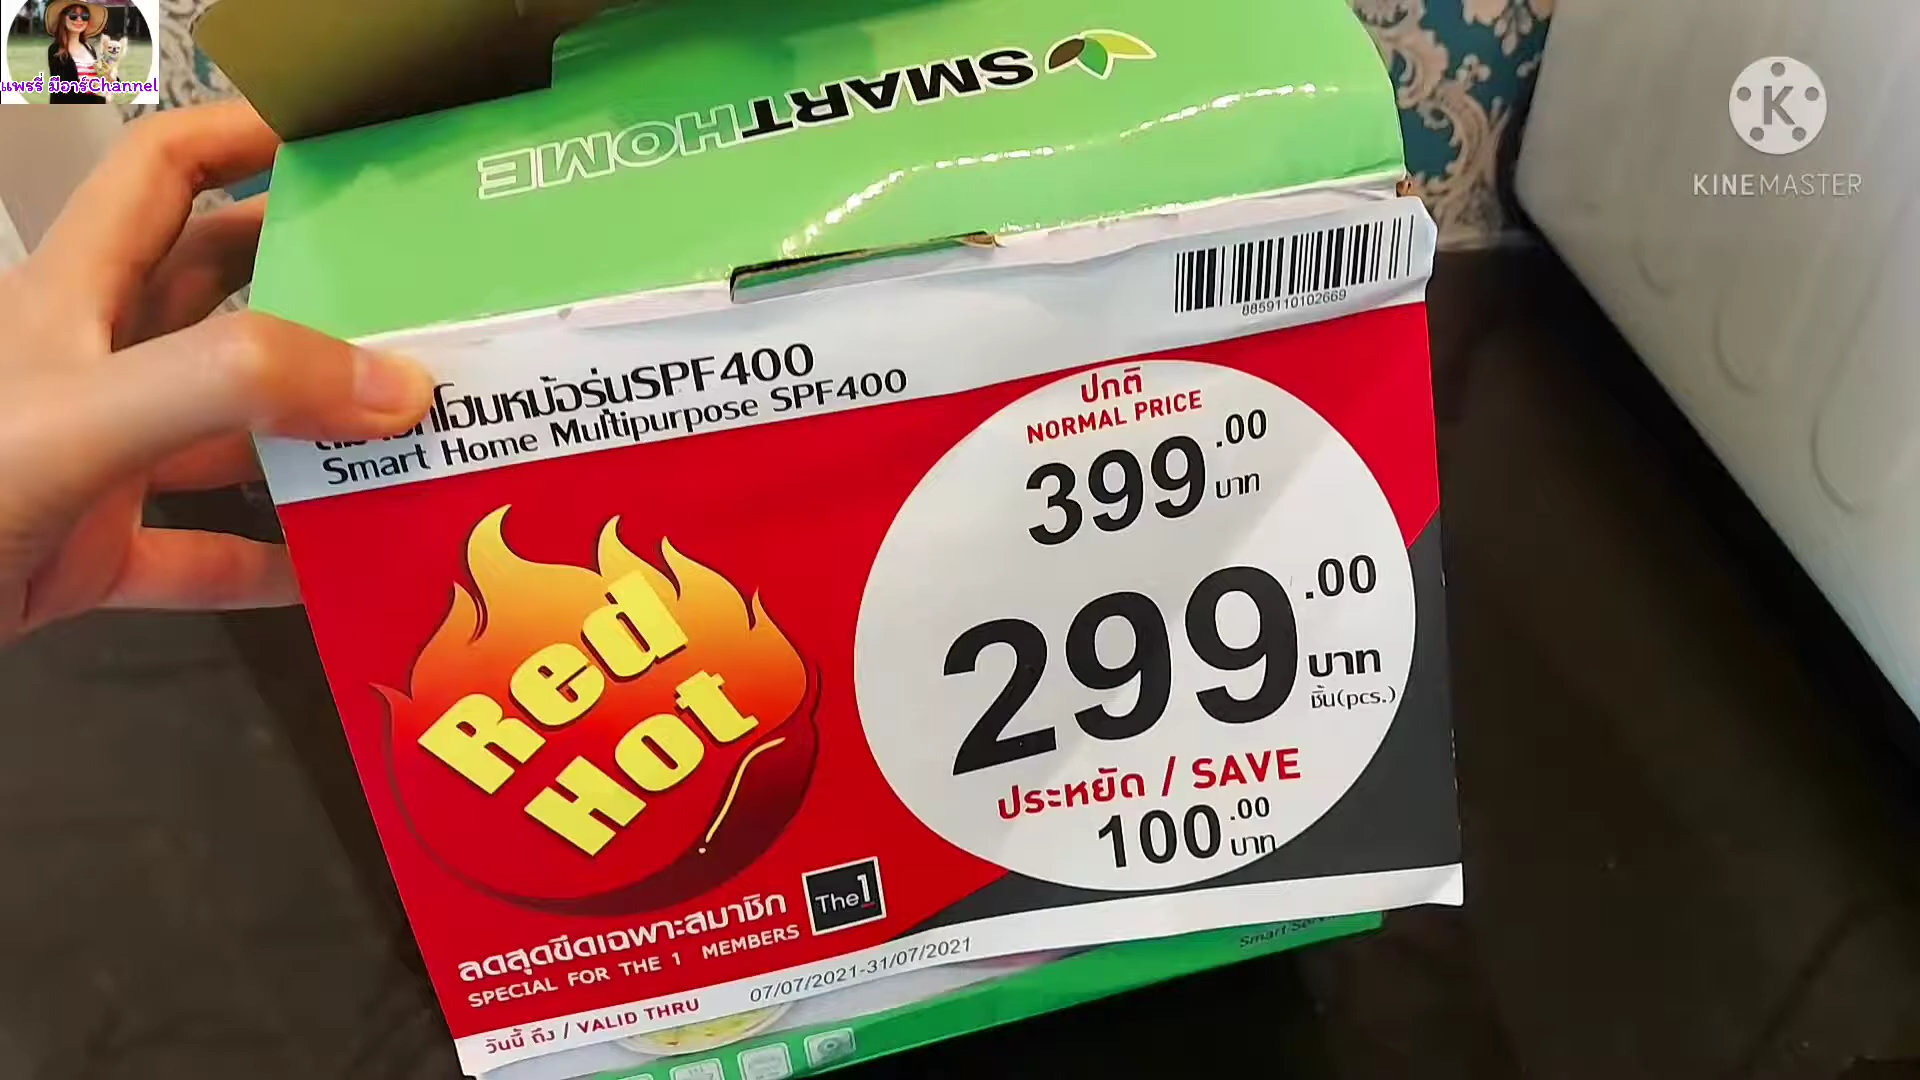 แพรรี่ มีอาร์Channel
KINEMASTER
SMARTHOME
8859110102669
โฮมหม้อรุ่นSPF400
Smart Home Multipurpose SPF400
ปกติ
NORMAL PRICE
399.00
บาท
299.00
บาท
ชิ้น(pcs.)
ประหยัด / SAVE
100.00
บาท
Red
Hot
ลดสุดขีดเฉพาะสมาชิก
SPECIAL FOR THE 1 MEMBERS
The1
วันนี้ ถึง / VALID THRU 07/07/2021-31/07/2021
Smart